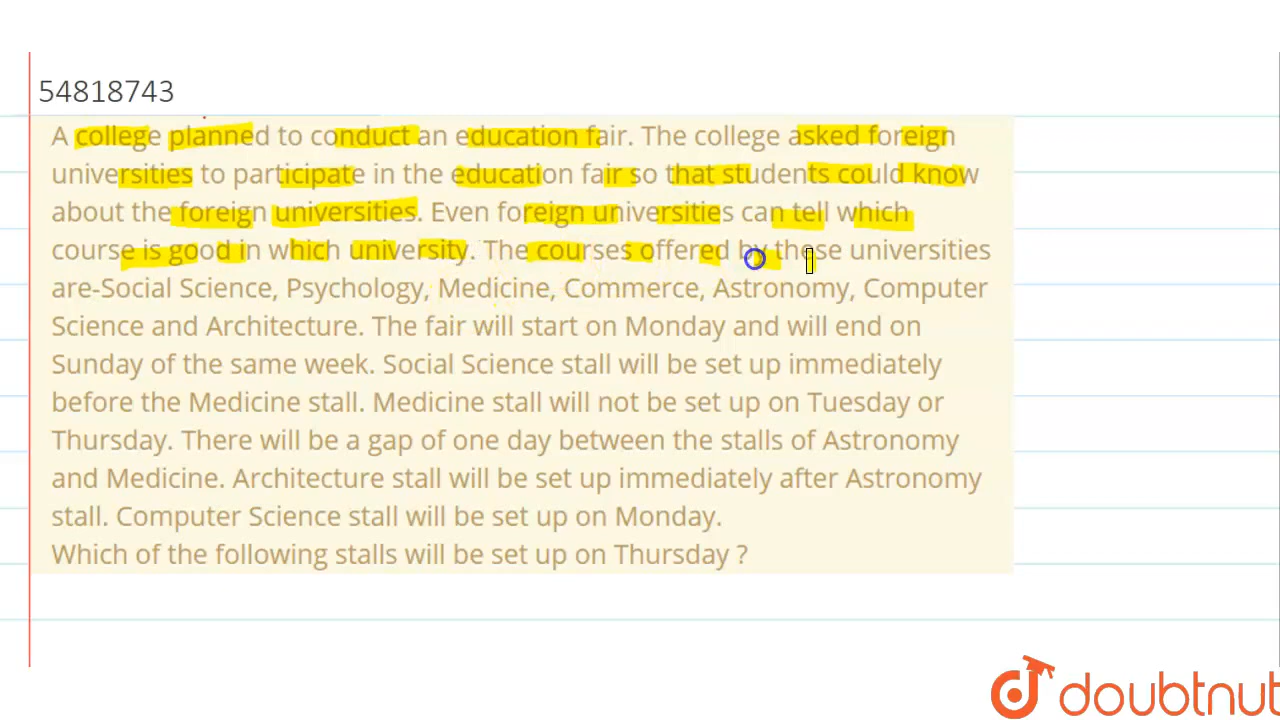 54818743
A college planned to conduct an education fair. The college asked foreign
universities to participate in the education fair so that students could know
about the foreign universities. Even foreign universities can tell which
course is good in which university. The courses offered by these universities
are-Social Science, Psychology, Medicine, Commerce, Astronomy, Computer
Science and Architecture. The fair will start on Monday and will end on
Sunday of the same week. Social Science stall will be set up immediately
before the Medicine stall. Medicine stall will not be set up on Tuesday or
Thursday. There will be a gap of one day between the stalls of Astronomy
and Medicine. Architecture stall will be set up immediately after Astronomy
stall. Computer Science stall will be set up on Monday.
Which of the following stalls will be set up on Thursday ?
doubtnut